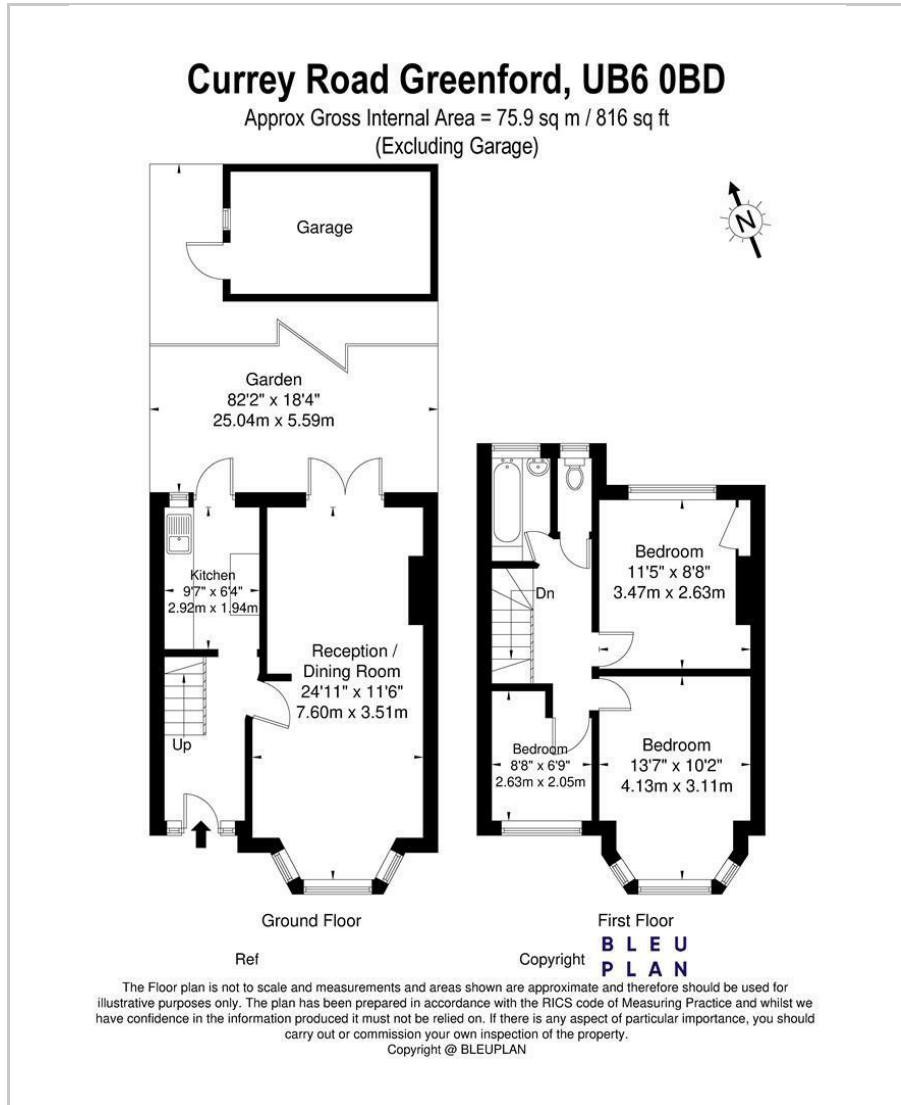 Currey Road Greenford, UB6 0BD
Approx Gross Internal Area = 75.9 sq m / 816 sq ft
(Excluding Garage)
Garage
N
Garden
82'2" x 18'4"
25.04m x 5.59m
Kitchen
9'7" x 6'4"
2.92m x 1.94m
Reception /
Dining Room
24'11" x 11'6"
7.60m x 3.51m
Up
Ground Floor
Bedroom
11'5" x 8'8"
3.47m x 2.63m
Dn
Bedroom
8'8" x 6'9"
2.63m x 2.05m
Bedroom
13'7" x 10'2"
4.13m x 3.11m
First Floor
Ref
Copyright
BLEU
PLAN
The Floor plan is not to scale and measurements and areas shown are approximate and therefore should be used for
illustrative purposes only. The plan has been prepared in accordance with the RICS code of Measuring Practice and whilst we
have confidence in the information produced it must not be relied on. If there is any aspect of particular importance, you should
carry out or commission your own inspection of the property.
Copyright @ BLEUPLAN